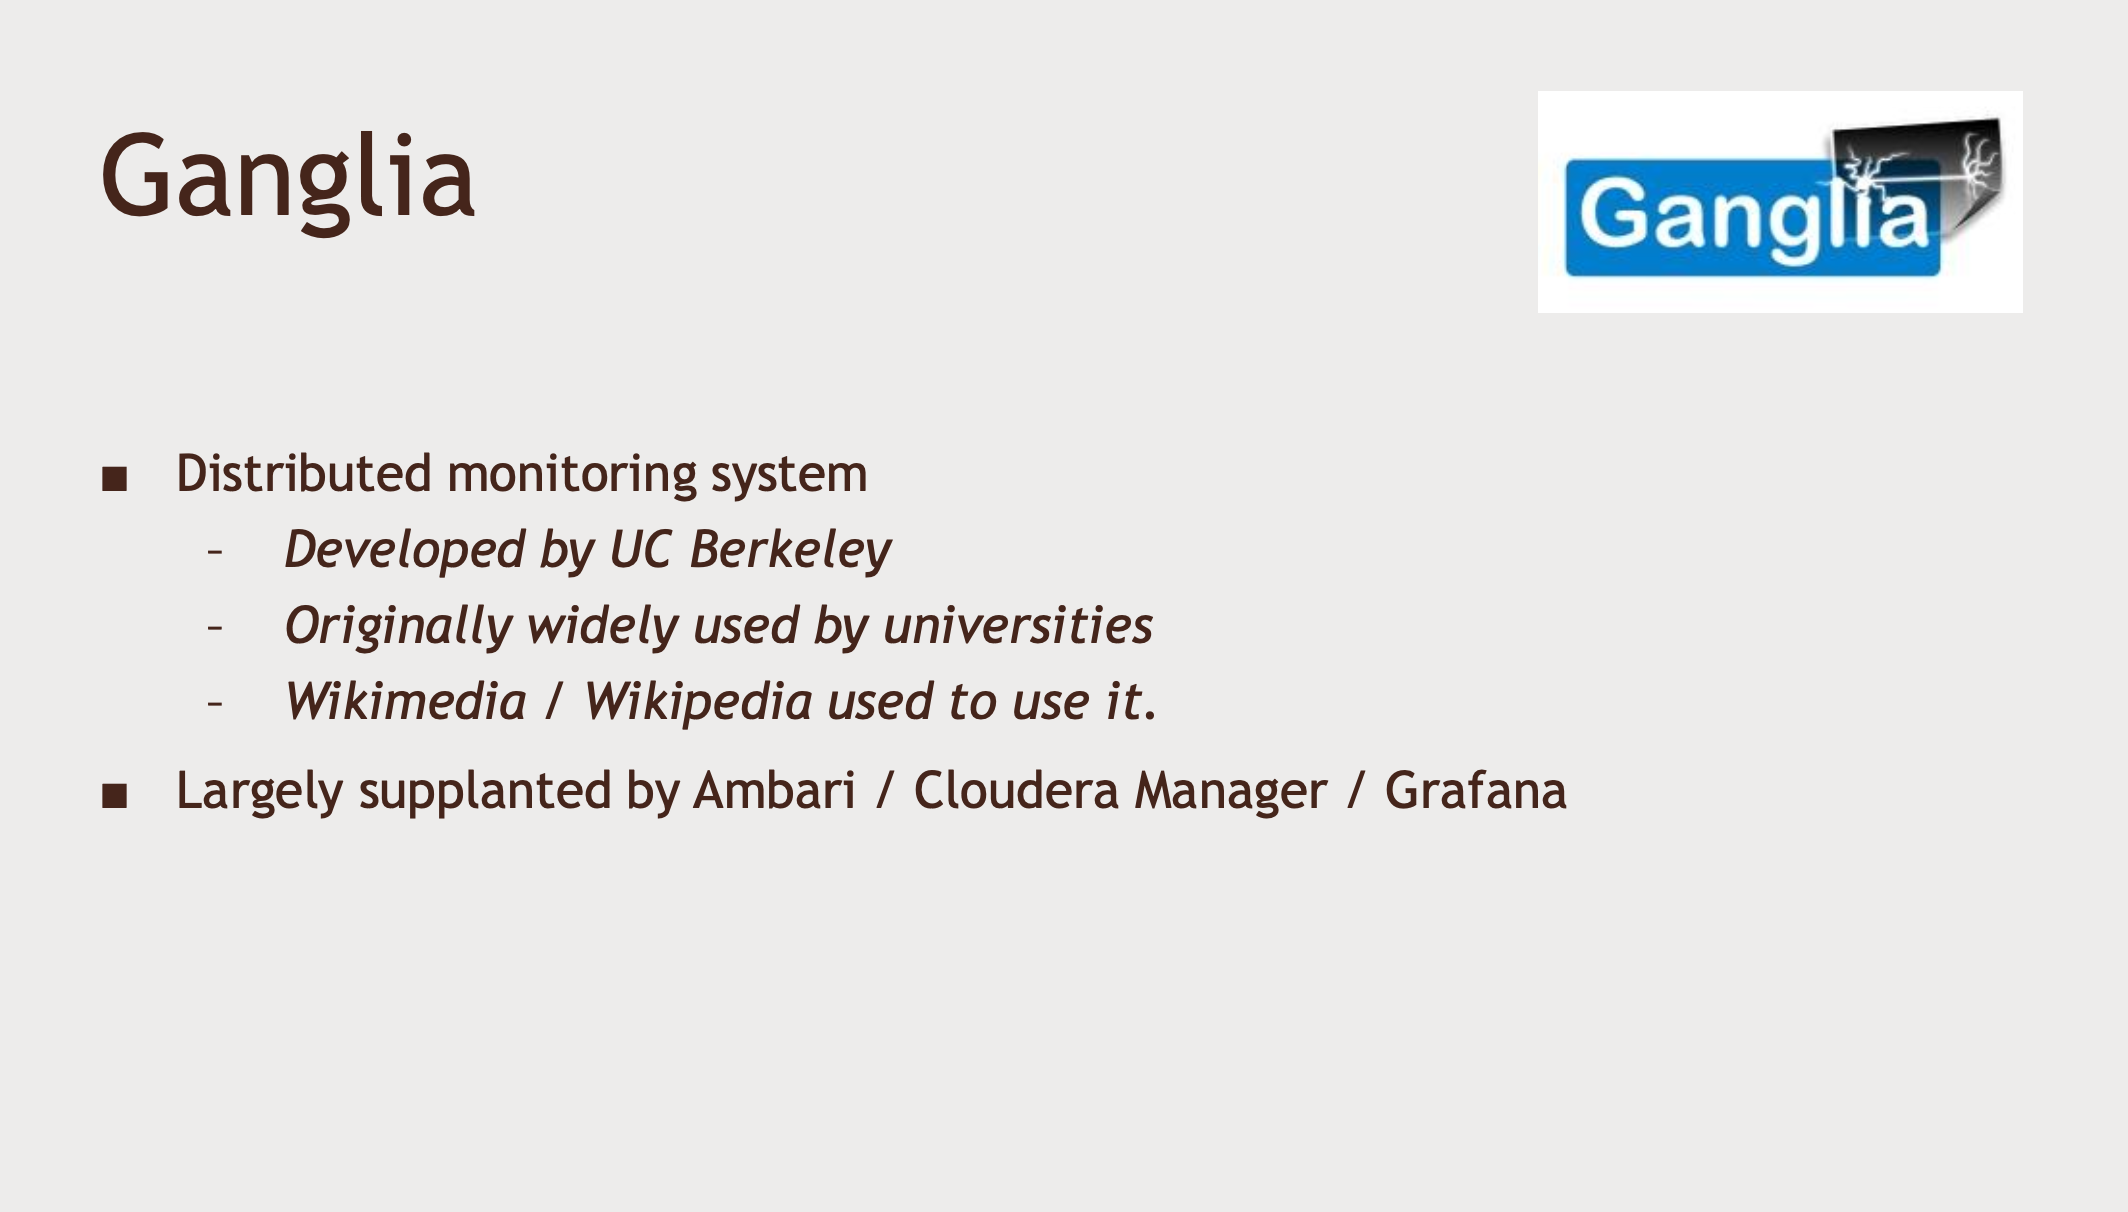 Ganglia
Ganglia
■ Distributed monitoring system
– Developed by UC Berkeley
– Originally widely used by universities
– Wikimedia / Wikipedia used to use it.
■ Largely supplanted by Ambari / Cloudera Manager / Grafana